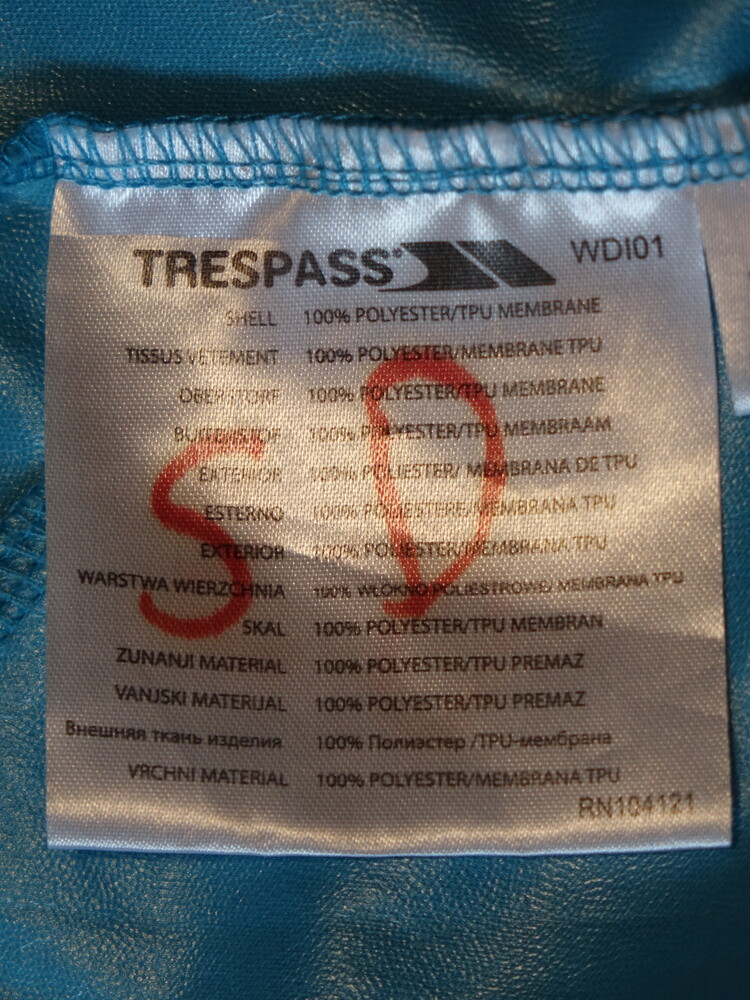 TRESPASS® WDI01
SHELL 100% POLYESTER/TPU MEMBRANE
TISSUS VETEMENT 100% POLYESTER/MEMBRANE TPU
OBERSTOFF 100% POLYESTER/TPU MEMBRANE
BUITENSTOF 100% POLYESTER/TPU MEMBRAAM
EXTERIOR 100% POLIESTER/ MEMBRANA DE TPU
ESTERNO 100% POLIESTERE/MEMBRANA TPU
EXTERIOR 100% POLIESTER/MEMBRANA TPU
WARSTWA WIERZCHNIA 100% WŁÓKNO POLIESTROWE/ MEMBRANA TPU
SKAL 100% POLYESTER/TPU MEMBRAN
ZUNANJI MATERIAL 100% POLYESTER/TPU PREMAZ
VANJSKI MATERIJAL 100% POLYESTER/TPU PREMAZ
Внешняя ткань изделия 100% Полиэстер /TPU-мембрана
VRCHNI MATERIAL 100% POLYESTER/MEMBRANA TPU
RN104121
SD